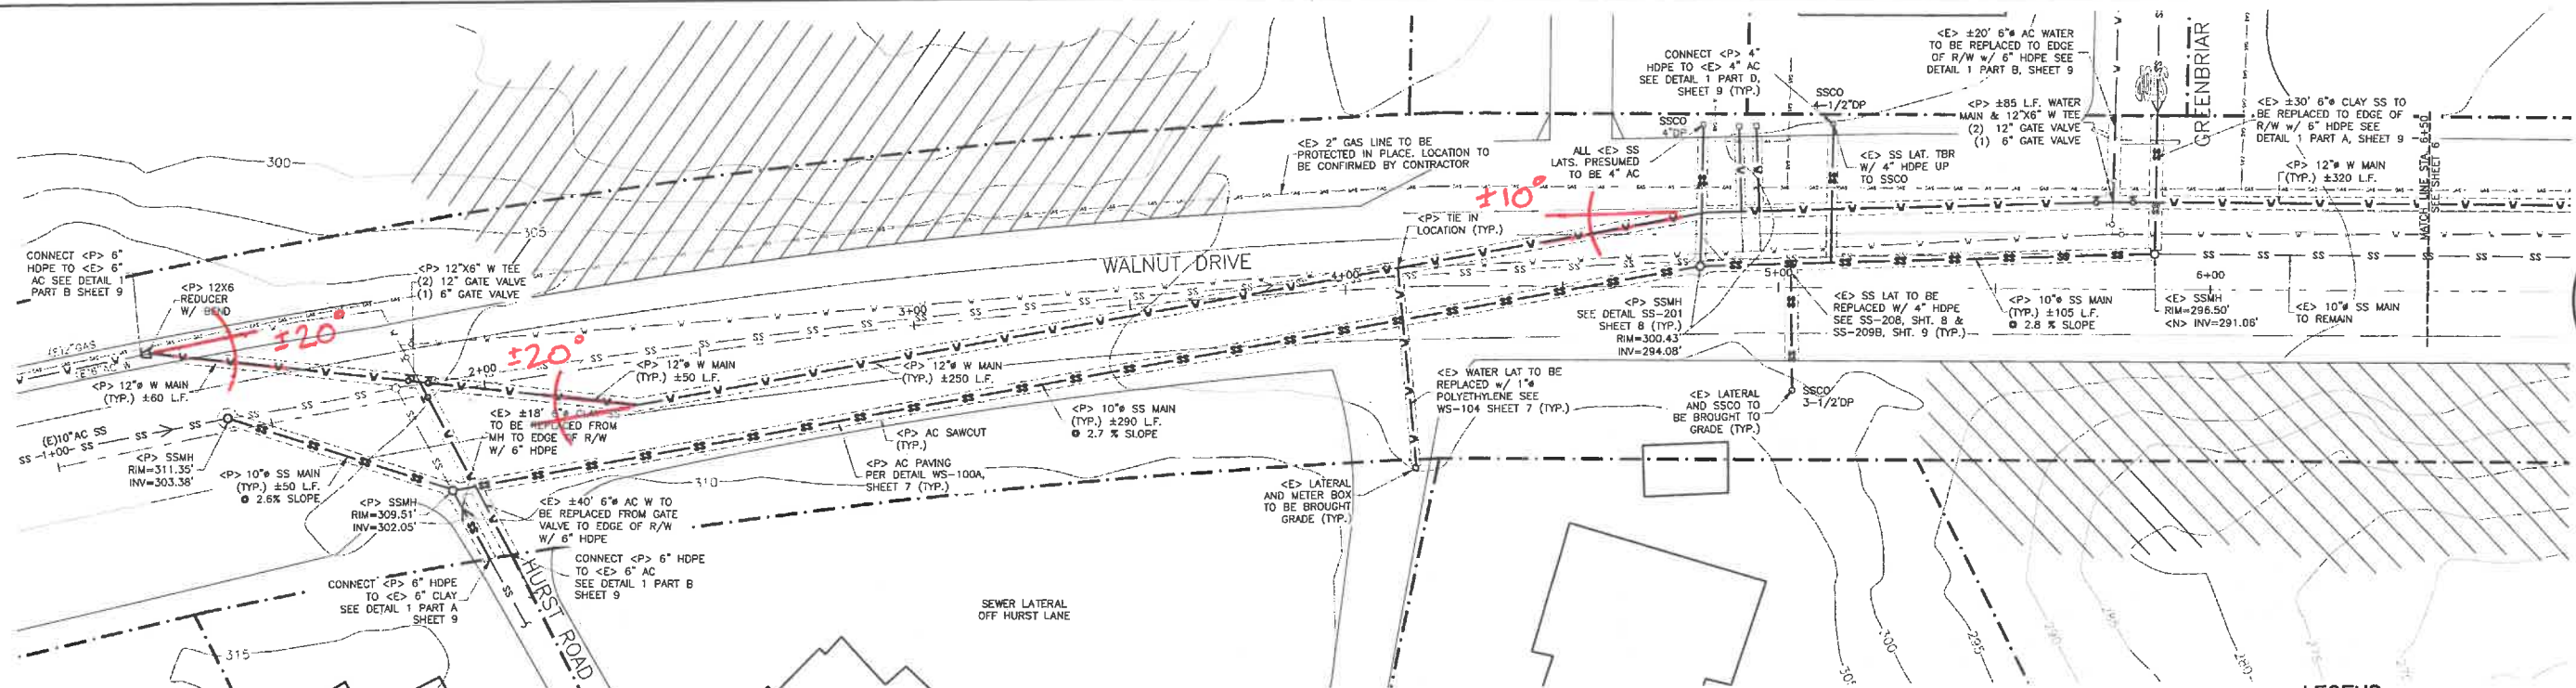 300
305
CONNECT <P> 6"
HDPE TO <E> 6"
AC SEE DETAIL 1
PART B SHEET 9
<P> 12X6
REDUCER
W/ BEND
±20°
<P> 12"ø W MAIN
(TYP.) ±60 L.F.
(E)10"AC SS
SS -1+00- SS
<P> SSMH
RIM=311.35'
INV=303.38'
<P> 10"ø SS MAIN
(TYP.) ±50 L.F.
@ 2.6% SLOPE
<P> SSMH
RIM=309.51'
INV=302.05'
<P> 12"X6" W TEE
(2) 12" GATE VALVE
(1) 6" GATE VALVE
2+00
±20°
<P> 12"ø W MAIN
(TYP.) ±50 L.F.
<E> ±18' 6"ø CLAY SS
TO BE REPLACED FROM
MH TO EDGE OF R/W
W/ 6" HDPE
<E> ±40' 6"ø AC W TO
BE REPLACED FROM GATE
VALVE TO EDGE OF R/W
W/ 6" HDPE
CONNECT <P> 6" HDPE
TO <E> 6" AC
SEE DETAIL 1 PART B
SHEET 9
CONNECT <P> 6" HDPE
TO <E> 6" CLAY
SEE DETAIL 1 PART A
SHEET 9
HURST ROAD
315
310
3+00
<P> 12"ø W MAIN
(TYP.) ±250 L.F.
<P> AC SAWCUT
(TYP.)
<P> AC PAVING
PER DETAIL WS-100A,
SHEET 7 (TYP.)
<P> 10"ø SS MAIN
(TYP.) ±290 L.F.
@ 2.7 % SLOPE
SEWER LATERAL
OFF HURST LANE
WALNUT DRIVE
4+00
<E> 2" GAS LINE TO BE
PROTECTED IN PLACE. LOCATION TO
BE CONFIRMED BY CONTRACTOR
<P> TIE IN
LOCATION (TYP.)
±10°
<E> WATER LAT TO BE
REPLACED w/ 1"ø
POLYETHYLENE SEE
WS-104 SHEET 7 (TYP.)
<E> LATERAL
AND METER BOX
TO BE BROUGHT
GRADE (TYP.)
CONNECT <P> 4"
HDPE TO <E> 4" AC
SEE DETAIL 1 PART D,
SHEET 9 (TYP.)
SSCO
4"DP
ALL <E> SS
LATS. PRESUMED
TO BE 4" AC
SSCO
4-1/2"DP
<E> SS LAT. TBR
W/ 4" HDPE UP
TO SSCO
<P> SSMH
SEE DETAIL SS-201
SHEET 8 (TYP.)
RIM=300.43'
INV=294.08'
5+00
<E> LATERAL
AND SSCO TO
BE BROUGHT TO
GRADE (TYP.)
SSCO
3-1/2'DP
<E> SS LAT TO BE
REPLACED W/ 4" HDPE
SEE SS-208, SHT. 8 &
SS-209B, SHT. 9 (TYP.)
<P> 10"ø SS MAIN
(TYP.) ±105 L.F.
@ 2.8 % SLOPE
<E> SSMH
RIM=296.50'
<N> INV=291.06'
6+00
<E> 10"ø SS MAIN
TO REMAIN
<E> ±20' 6"ø AC WATER
TO BE REPLACED TO EDGE
OF R/W w/ 6" HDPE SEE
DETAIL 1 PART B, SHEET 9
<P> ±85 L.F. WATER
MAIN & 12"X6" W TEE
(2) 12" GATE VALVE
(1) 6" GATE VALVE
GREENBRIAR
<E> ±30' 6"ø CLAY SS TO
BE REPLACED TO EDGE OF
R/W w/ 6" HDPE SEE
DETAIL 1 PART A, SHEET 9
<P> 12"ø W MAIN
(TYP.) ±320 L.F.
MATCH LINE STA. 6+50
SEE SHEET 6
300
295
290
280
275
LEGEND